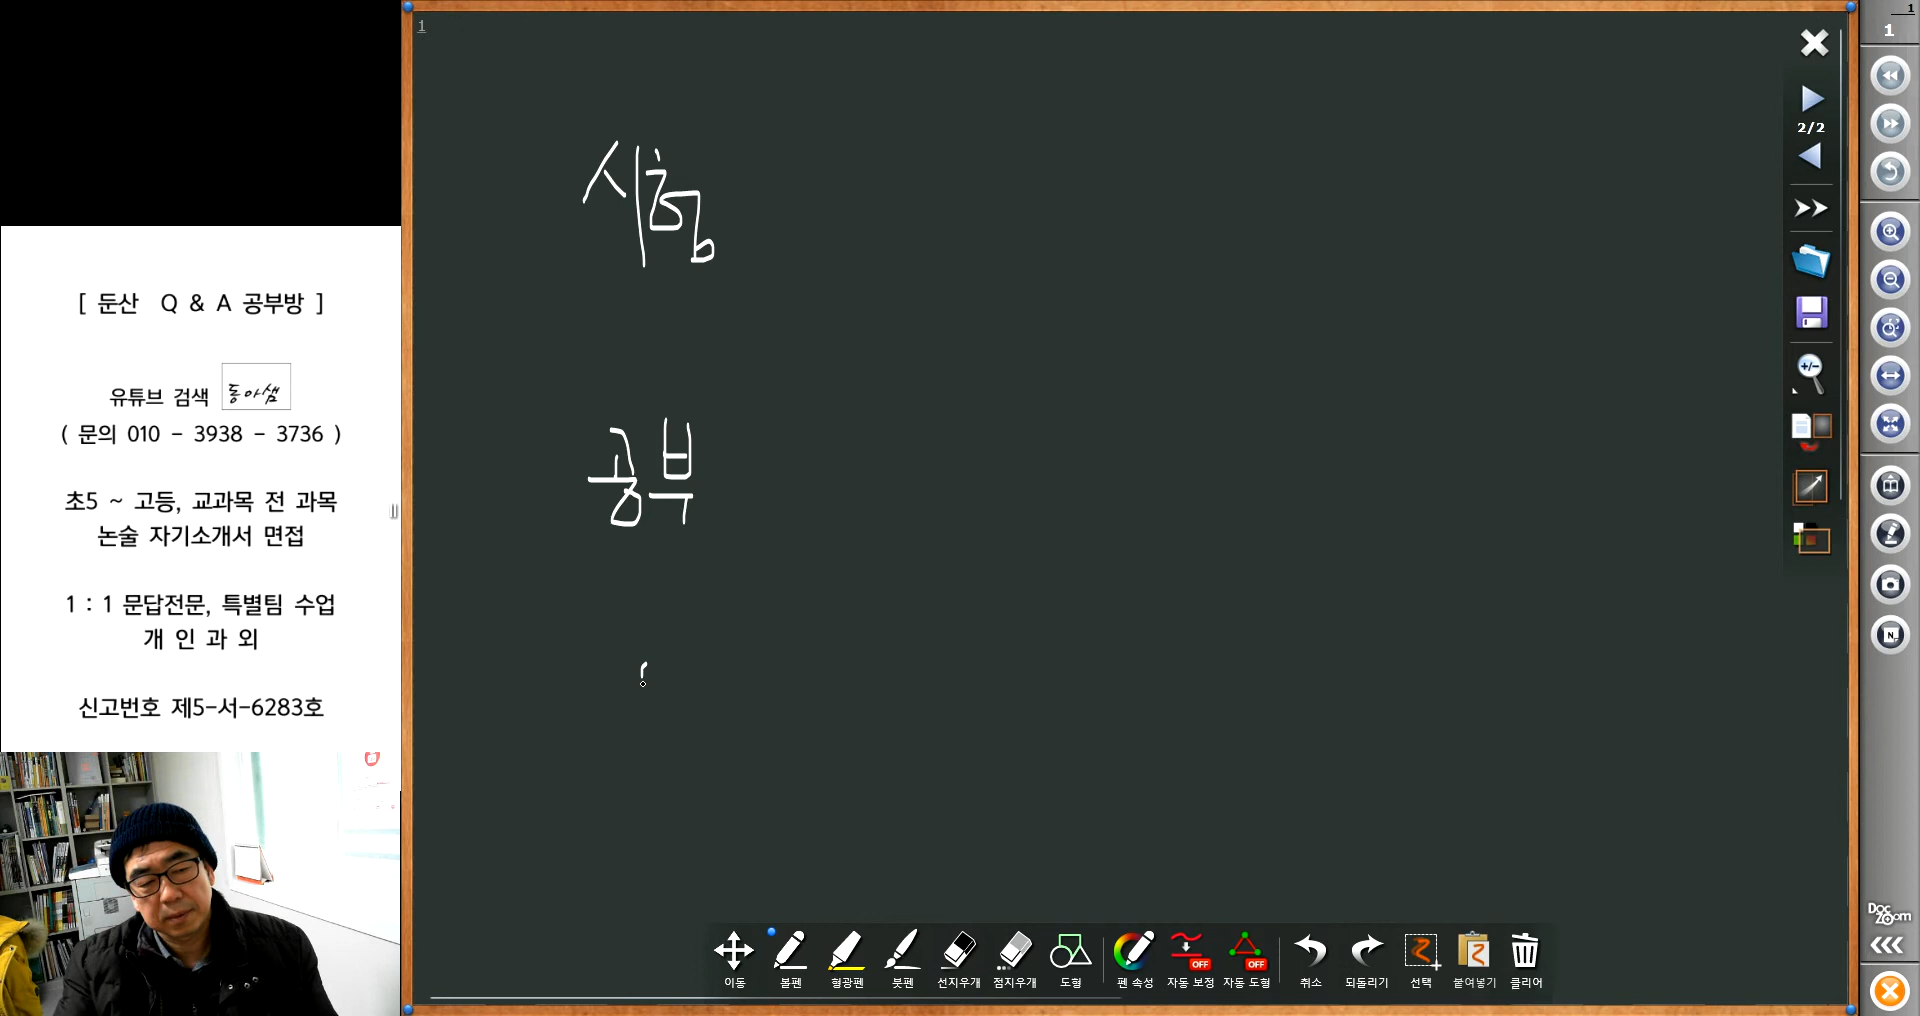 [ 둔산 Q & A 공부방 ]
유튜브 검색 동아샘
( 문의 010 - 3938 - 3736 )
초5 ~ 고등, 교과목 전 과목
논술 자기소개서 면접
1 : 1 문답전문, 특별팀 수업
개 인 과 외
신고번호 제5-서-6283호
1
시험
공부
2/2
이동 볼펜 형광펜 붓펜 선지우개 점지우개 도형 펜 속성 자동 보정 자동 도형 취소 되돌리기 선택 붙여넣기 클리어
OFF OFF
1
1
+/-
N
Doc
Zoom